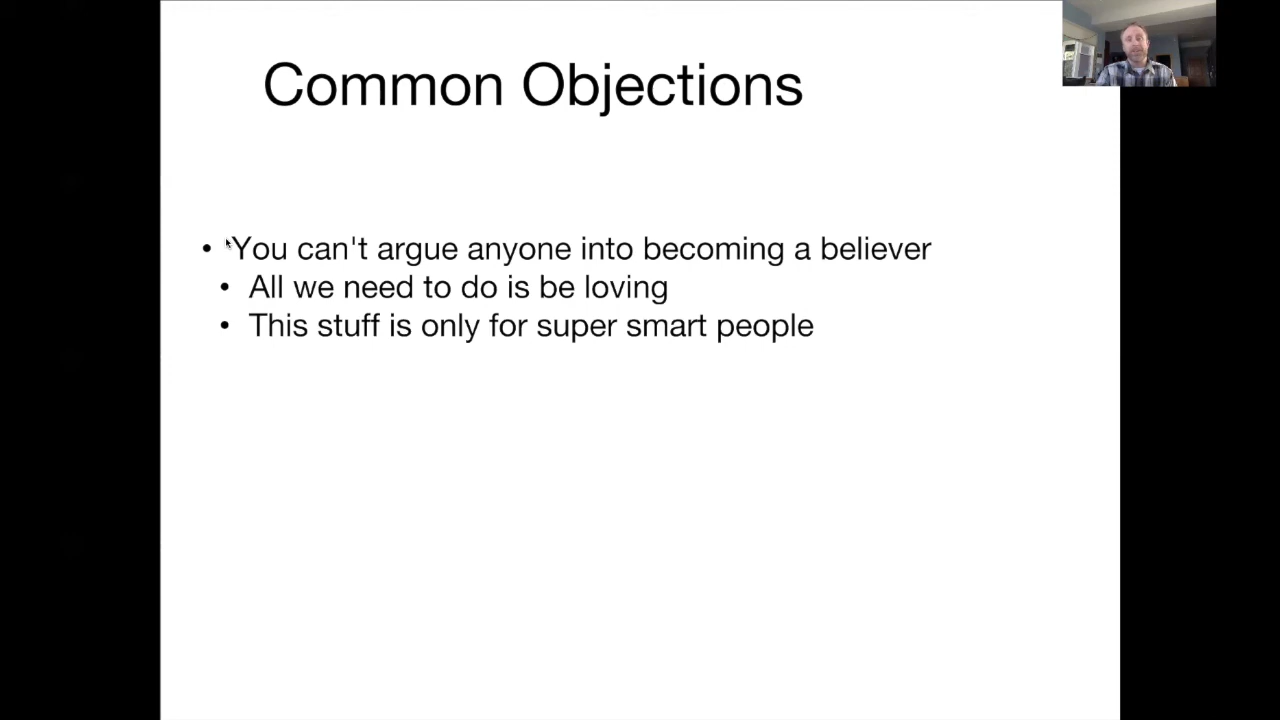 Common Objections
• You can't argue anyone into becoming a believer
• All we need to do is be loving
• This stuff is only for super smart people